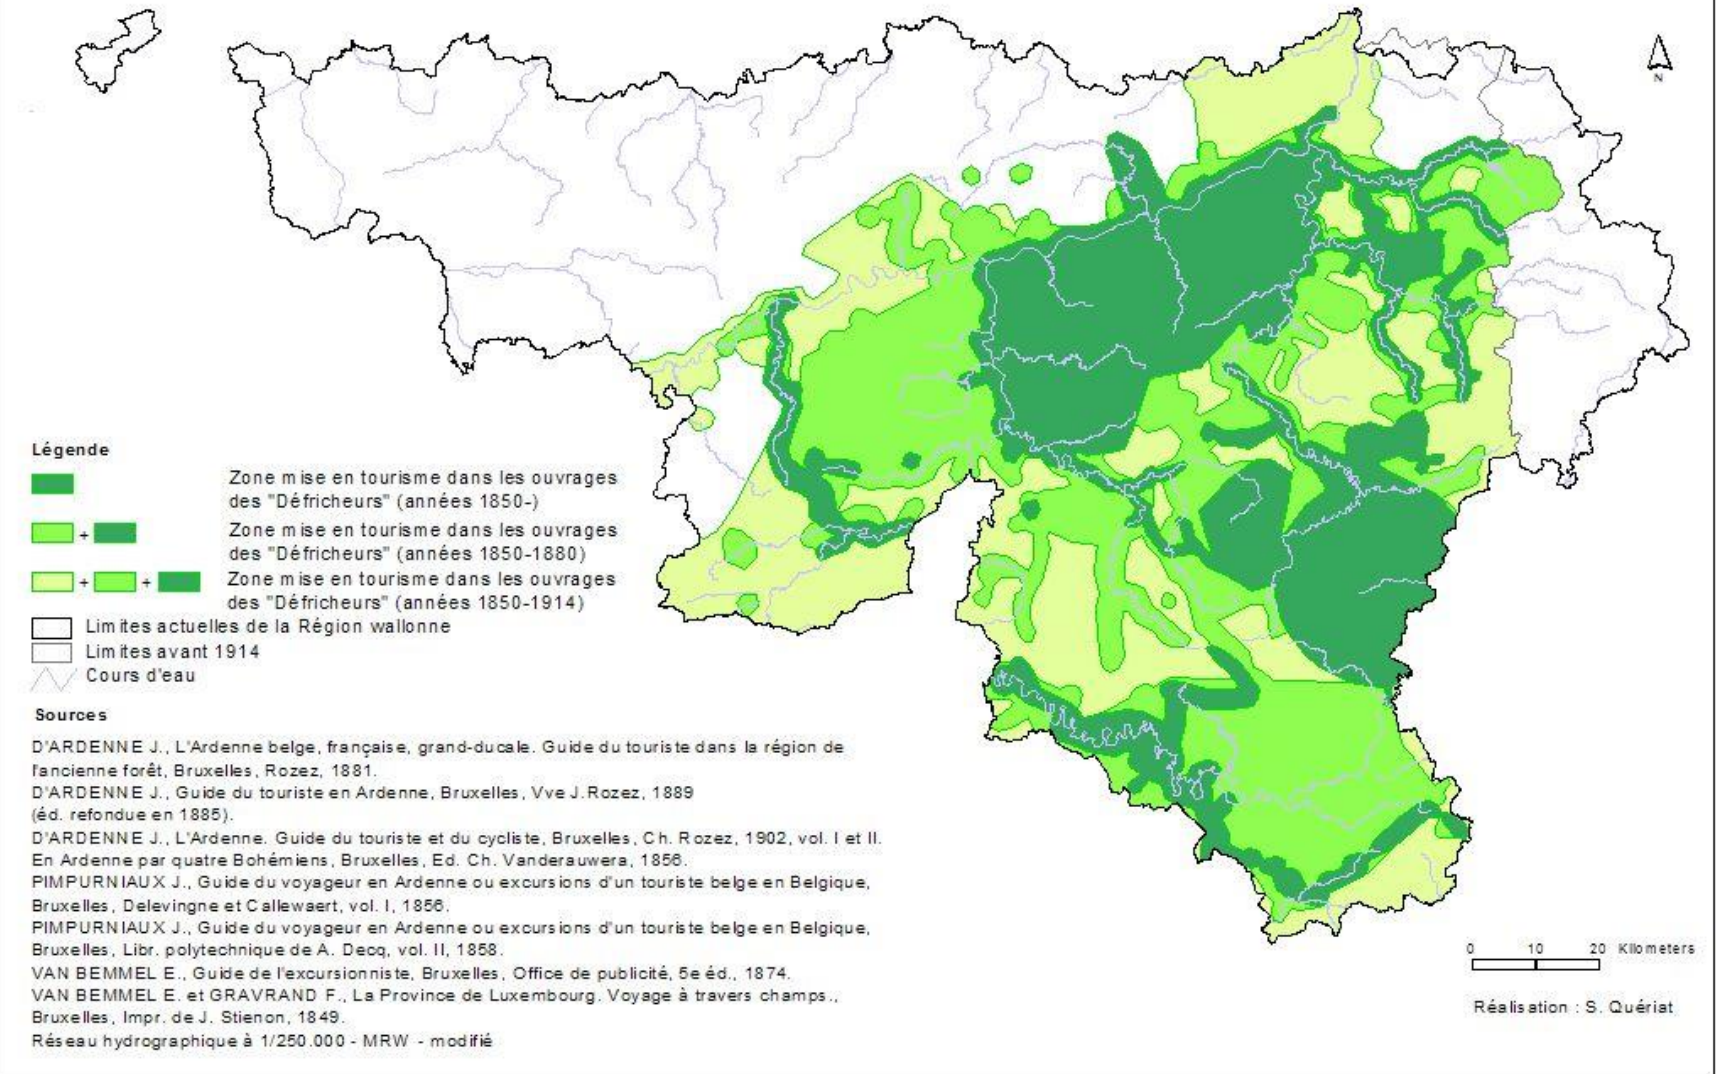 N
Légende
Zone mise en tourisme dans les ouvrages
des "Défricheurs" (années 1850-)
+
Zone mise en tourisme dans les ouvrages
des "Défricheurs" (années 1850-1880)
+ +
Zone mise en tourisme dans les ouvrages
des "Défricheurs" (années 1850-1914)
Limites actuelles de la Région wallonne
Limites avant 1914
Cours d'eau
Sources
D'ARDENNE J., L'Ardenne belge, française, grand-ducale. Guide du touriste dans la région de
l'ancienne forêt, Bruxelles, Rozez, 1881.
D'ARDENNE J., Guide du touriste en Ardenne, Bruxelles, Vve J.Rozez, 1889
(éd. refondue en 1885).
D'ARDENNE J., L'Ardenne. Guide du touriste et du cycliste, Bruxelles, Ch. Rozez, 1902, vol. I et II.
En Ardenne par quatre Bohémiens, Bruxelles, Ed. Ch. Vanderauwera, 1856.
PIMPURNIAUX J., Guide du voyageur en Ardenne ou excursions d'un touriste belge en Belgique,
Bruxelles, Delevingne et Callewaert, vol. I, 1856.
PIMPURNIAUX J., Guide du voyageur en Ardenne ou excursions d'un touriste belge en Belgique,
Bruxelles, Libr. polytechnique de A. Decq, vol. II, 1858.
VAN BEMMEL E., Guide de l'excursionniste, Bruxelles, Office de publicité, 5e éd., 1874.
VAN BEMMEL E. et GRAVRAND F., La Province de Luxembourg. Voyage à travers champs.,
Bruxelles, Impr. de J. Stienon, 1849.
Réseau hydrographique à 1/250.000 - MRW - modifié
0 10 20 Kilometers
Réalisation : S. Quériat